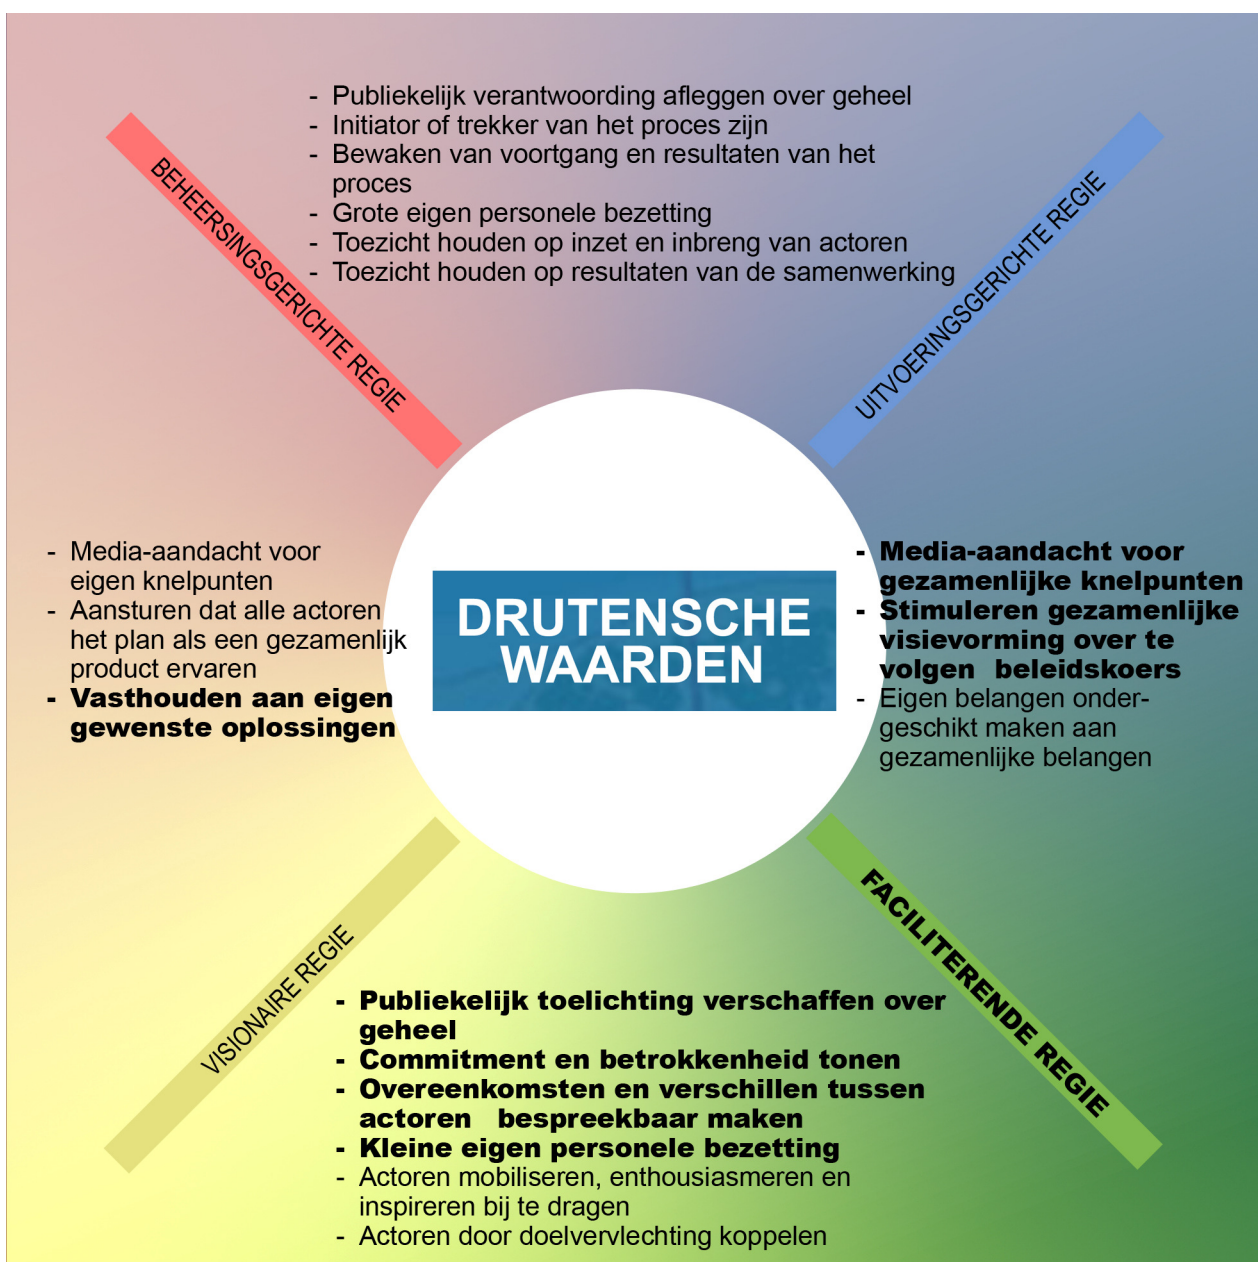 - Publiekelijk verantwoording afleggen over geheel
- Initiator of trekker van het proces zijn
- Bewaken van voortgang en resultaten van het
proces
- Grote eigen personele bezetting
- Toezicht houden op inzet en inbreng van actoren
- Toezicht houden op resultaten van de samenwerking
BEHEERSINGSGERICHTE REGIE
UITVOERINGSGERICHTE REGIE
- Media-aandacht voor
eigen knelpunten
- Aansturen dat alle actoren
het plan als een gezamenlijk
product ervaren
- Vasthouden aan eigen
gewenste oplossingen
DRUTENSCHE
WAARDEN
- Media-aandacht voor
gezamenlijke knelpunten
- Stimuleren gezamenlijke
visievorming over te
volgen beleidskoers
- Eigen belangen onder-
geschikt maken aan
gezamenlijke belangen
VISIONAIRE REGIE
FACILITERENDE REGIE
- Publiekelijk toelichting verschaffen over
geheel
- Commitment en betrokkenheid tonen
- Overeenkomsten en verschillen tussen
actoren bespreekbaar maken
- Kleine eigen personele bezetting
- Actoren mobiliseren, enthousiasmeren en
inspireren bij te dragen
- Actoren door doelvervlechting koppelen